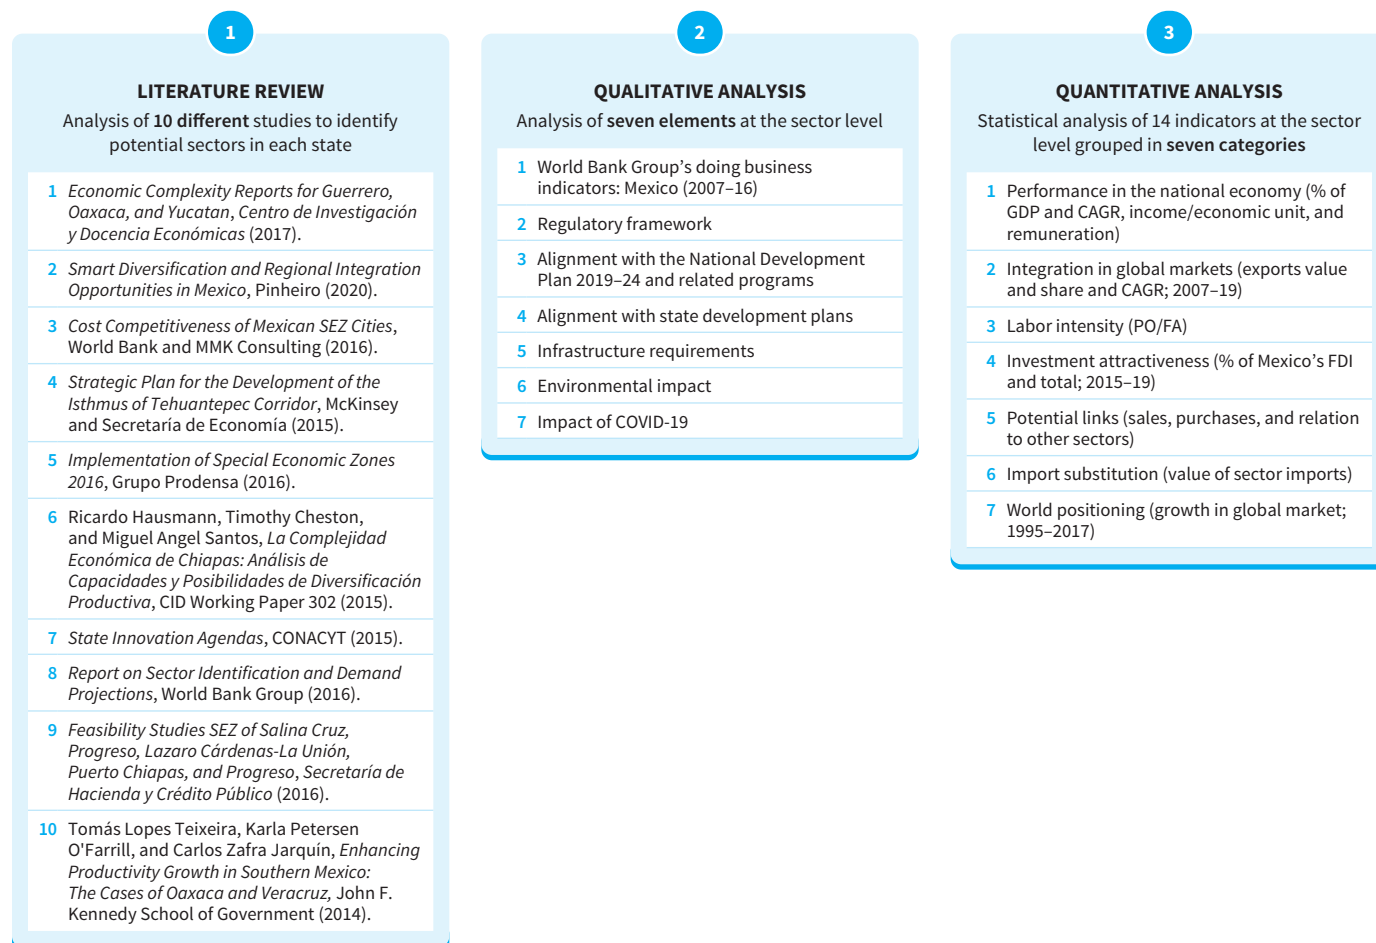 1
LITERATURE REVIEW
Analysis of 10 different studies to identify
potential sectors in each state
1 Economic Complexity Reports for Guerrero,
Oaxaca, and Yucatan, Centro de Investigación
y Docencia Económicas (2017).
2 Smart Diversification and Regional Integration
Opportunities in Mexico, Pinheiro (2020).
3 Cost Competitiveness of Mexican SEZ Cities,
World Bank and MMK Consulting (2016).
4 Strategic Plan for the Development of the
Isthmus of Tehuantepec Corridor, McKinsey
and Secretaría de Economía (2015).
5 Implementation of Special Economic Zones
2016, Grupo Prodensa (2016).
6 Ricardo Hausmann, Timothy Cheston,
and Miguel Angel Santos, La Complejidad
Económica de Chiapas: Análisis de
Capacidades y Posibilidades de Diversificación
Productiva, CID Working Paper 302 (2015).
7 State Innovation Agendas, CONACYT (2015).
8 Report on Sector Identification and Demand
Projections, World Bank Group (2016).
9 Feasibility Studies SEZ of Salina Cruz,
Progreso, Lazaro Cárdenas-La Unión,
Puerto Chiapas, and Progreso, Secretaría de
Hacienda y Crédito Público (2016).
10 Tomás Lopes Teixeira, Karla Petersen
O'Farrill, and Carlos Zafra Jarquín, Enhancing
Productivity Growth in Southern Mexico:
The Cases of Oaxaca and Veracruz, John F.
Kennedy School of Government (2014).
2
QUALITATIVE ANALYSIS
Analysis of seven elements at the sector level
1 World Bank Group’s doing business
indicators: Mexico (2007–16)
2 Regulatory framework
3 Alignment with the National Development
Plan 2019–24 and related programs
4 Alignment with state development plans
5 Infrastructure requirements
6 Environmental impact
7 Impact of COVID-19
3
QUANTITATIVE ANALYSIS
Statistical analysis of 14 indicators at the sector
level grouped in seven categories
1 Performance in the national economy (% of
GDP and CAGR, income/economic unit, and
remuneration)
2 Integration in global markets (exports value
and share and CAGR; 2007–19)
3 Labor intensity (PO/FA)
4 Investment attractiveness (% of Mexico’s FDI
and total; 2015–19)
5 Potential links (sales, purchases, and relation
to other sectors)
6 Import substitution (value of sector imports)
7 World positioning (growth in global market;
1995–2017)